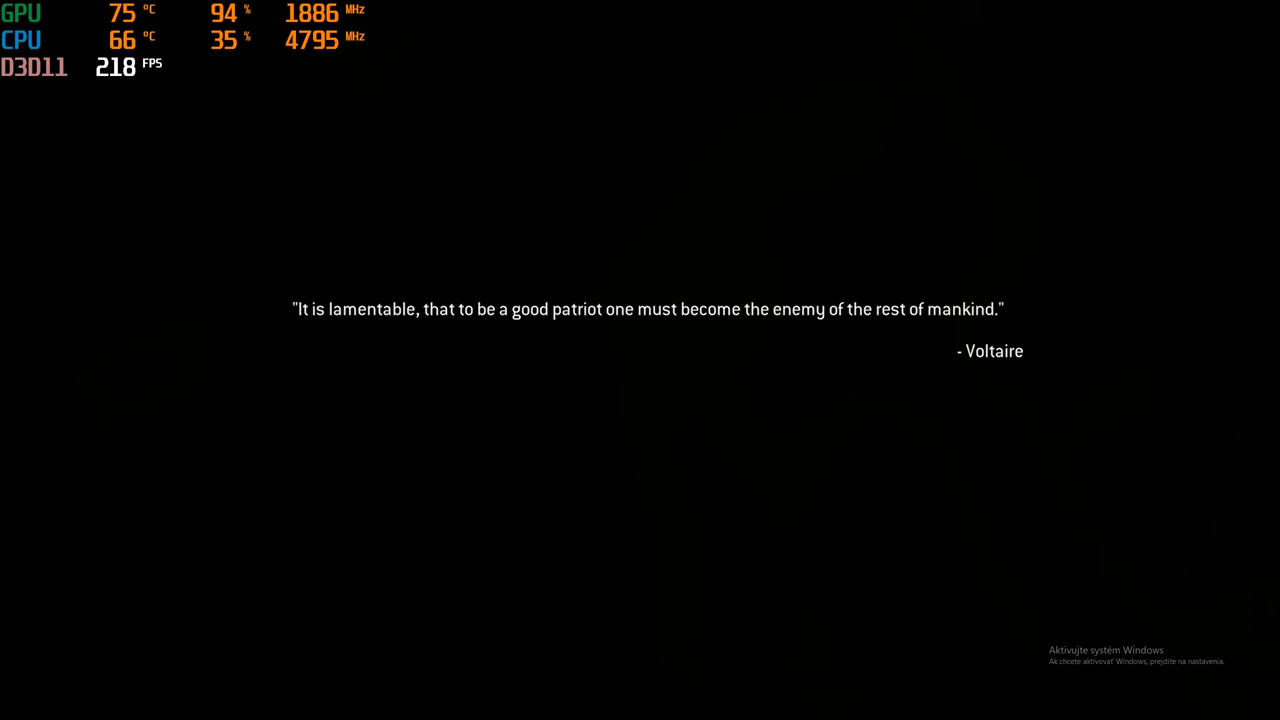 GPU 75 °C 94 % 1886 MHz
CPU 66 °C 35 % 4795 MHz
D3D11 218 FPS
"It is lamentable, that to be a good patriot one must become the enemy of the rest of mankind."
- Voltaire
Aktivujte systém Windows
Ak chcete aktivovať Windows, prejdite na nastavenia.